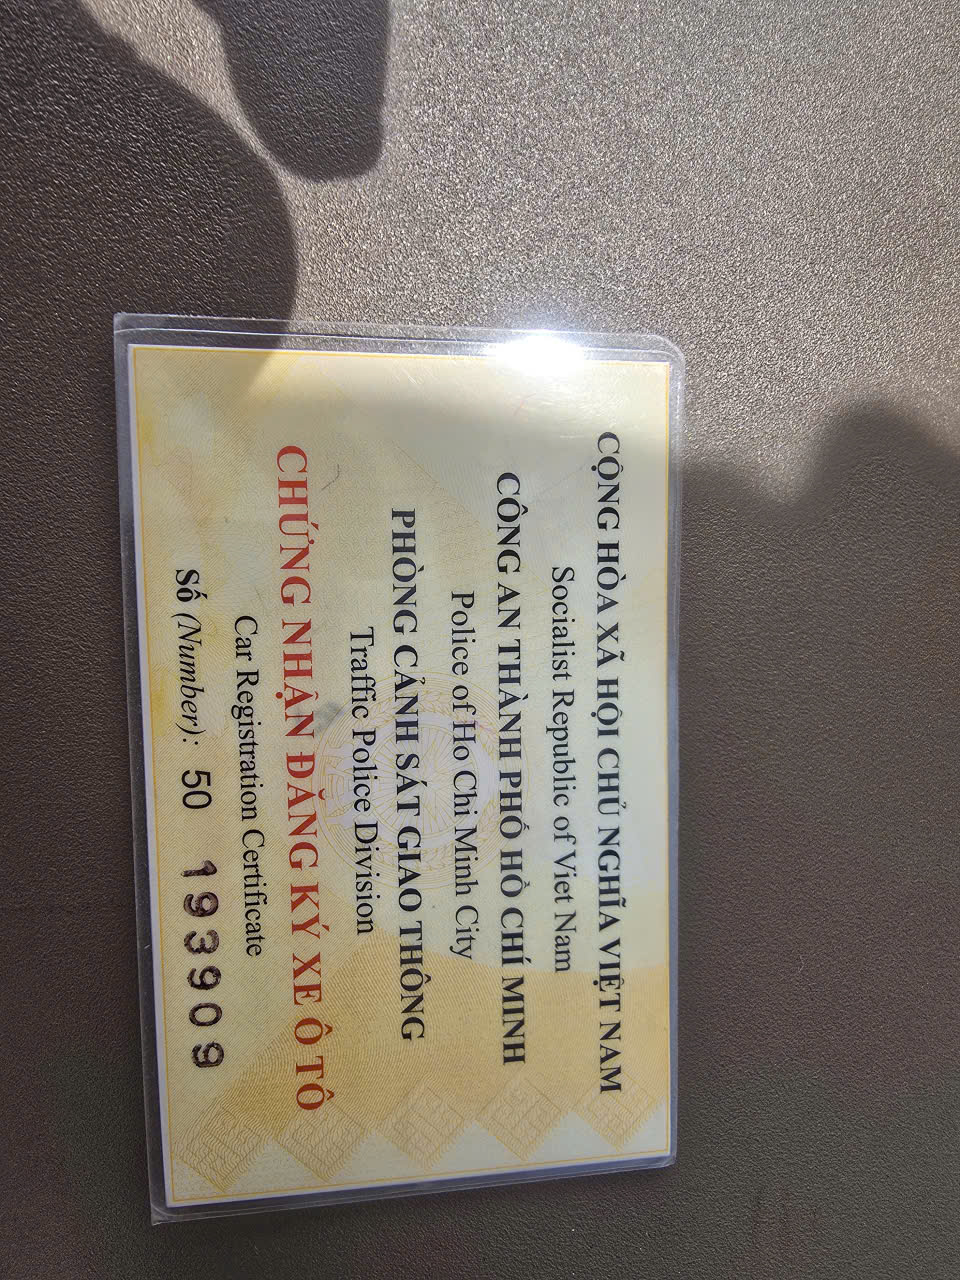 CỘNG HÒA XÃ HỘI CHỦ NGHĨA VIỆT NAM
Socialist Republic of Viet Nam
CÔNG AN THÀNH PHỐ HỒ CHÍ MINH
Police of Ho Chi Minh City
PHÒNG CẢNH SÁT GIAO THÔNG
Traffic Police Division
CHỨNG NHẬN ĐĂNG KÝ XE Ô TÔ
Car Registration Certificate
Số (Number): 50 193909